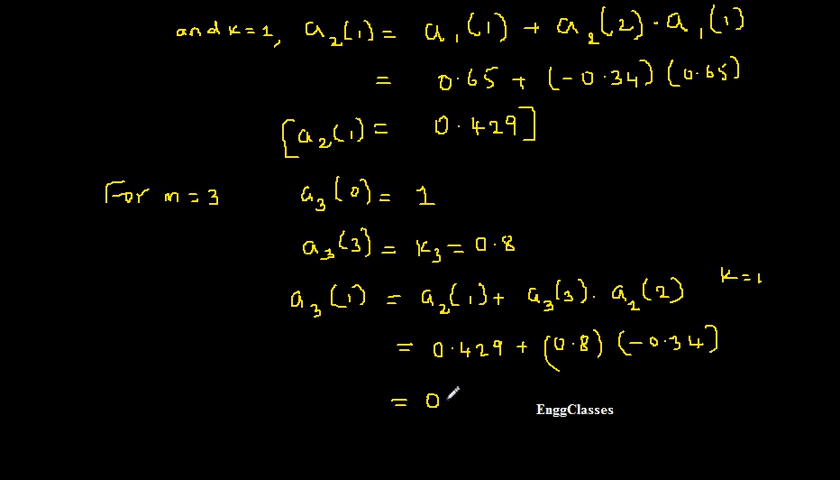 and k=1, a₂(1) = a₁(1) + a₂(2) · a₁(1)
= 0.65 + (-0.34) (0.65)
[a₂(1) = 0.429]
For m=3 a₃(0) = 1
a₃(3) = k₃ = 0.8
a₃(1) = a₂(1) + a₃(3) · a₂(2) k=1
= 0.429 + (0.8) (-0.34)
= 0
EnggClasses